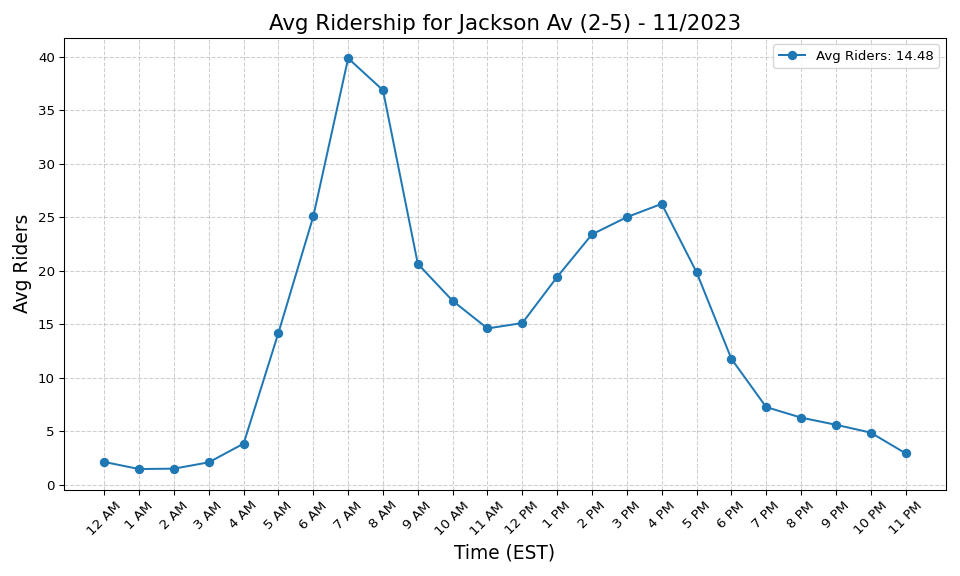 Avg Ridership for Jackson Av (2-5) - 11/2023
Avg Riders: 14.48
40
35
30
25
20
15
10
5
0
Avg Riders
12 AM
1 AM
2 AM
3 AM
4 AM
5 AM
6 AM
7 AM
8 AM
9 AM
10 AM
11 AM
12 PM
1 PM
2 PM
3 PM
4 PM
5 PM
6 PM
7 PM
8 PM
9 PM
10 PM
11 PM
Time (EST)